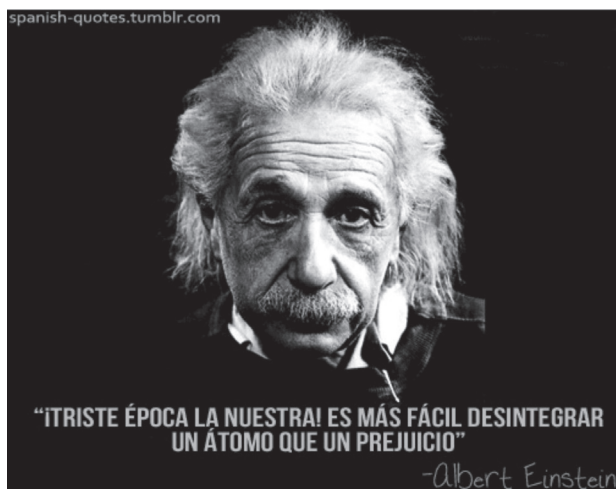 spanish-quotes.tumblr.com
“¡TRISTE ÉPOCA LA NUESTRA! ES MÁS FÁCIL DESINTEGRAR
UN ÁTOMO QUE UN PREJUICIO”
-Albert Einstein